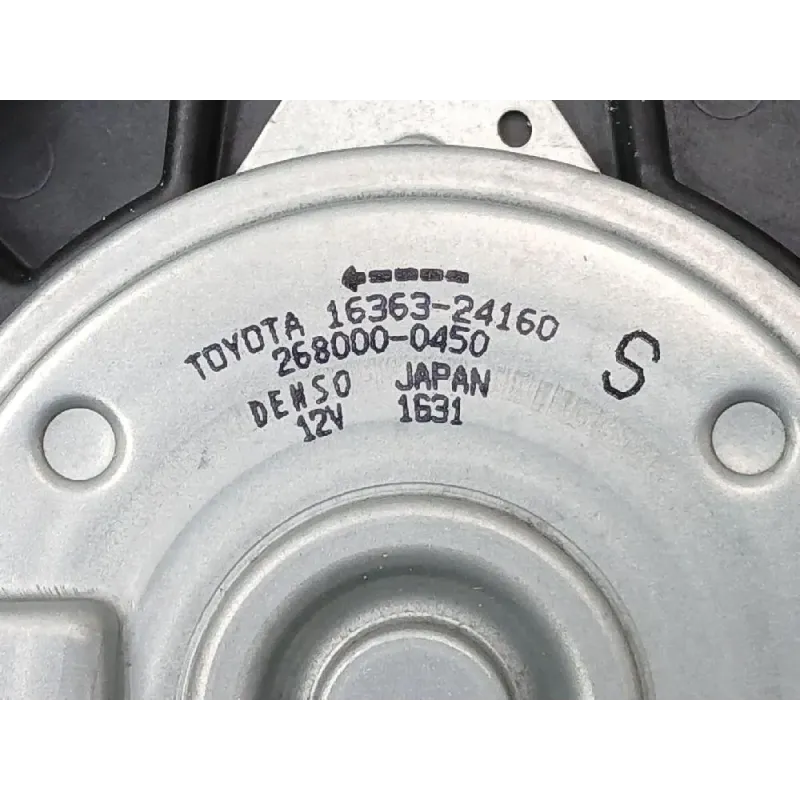 TOYOTA 16363-24160
268000-0450
DENSO JAPAN
12V 1631
S